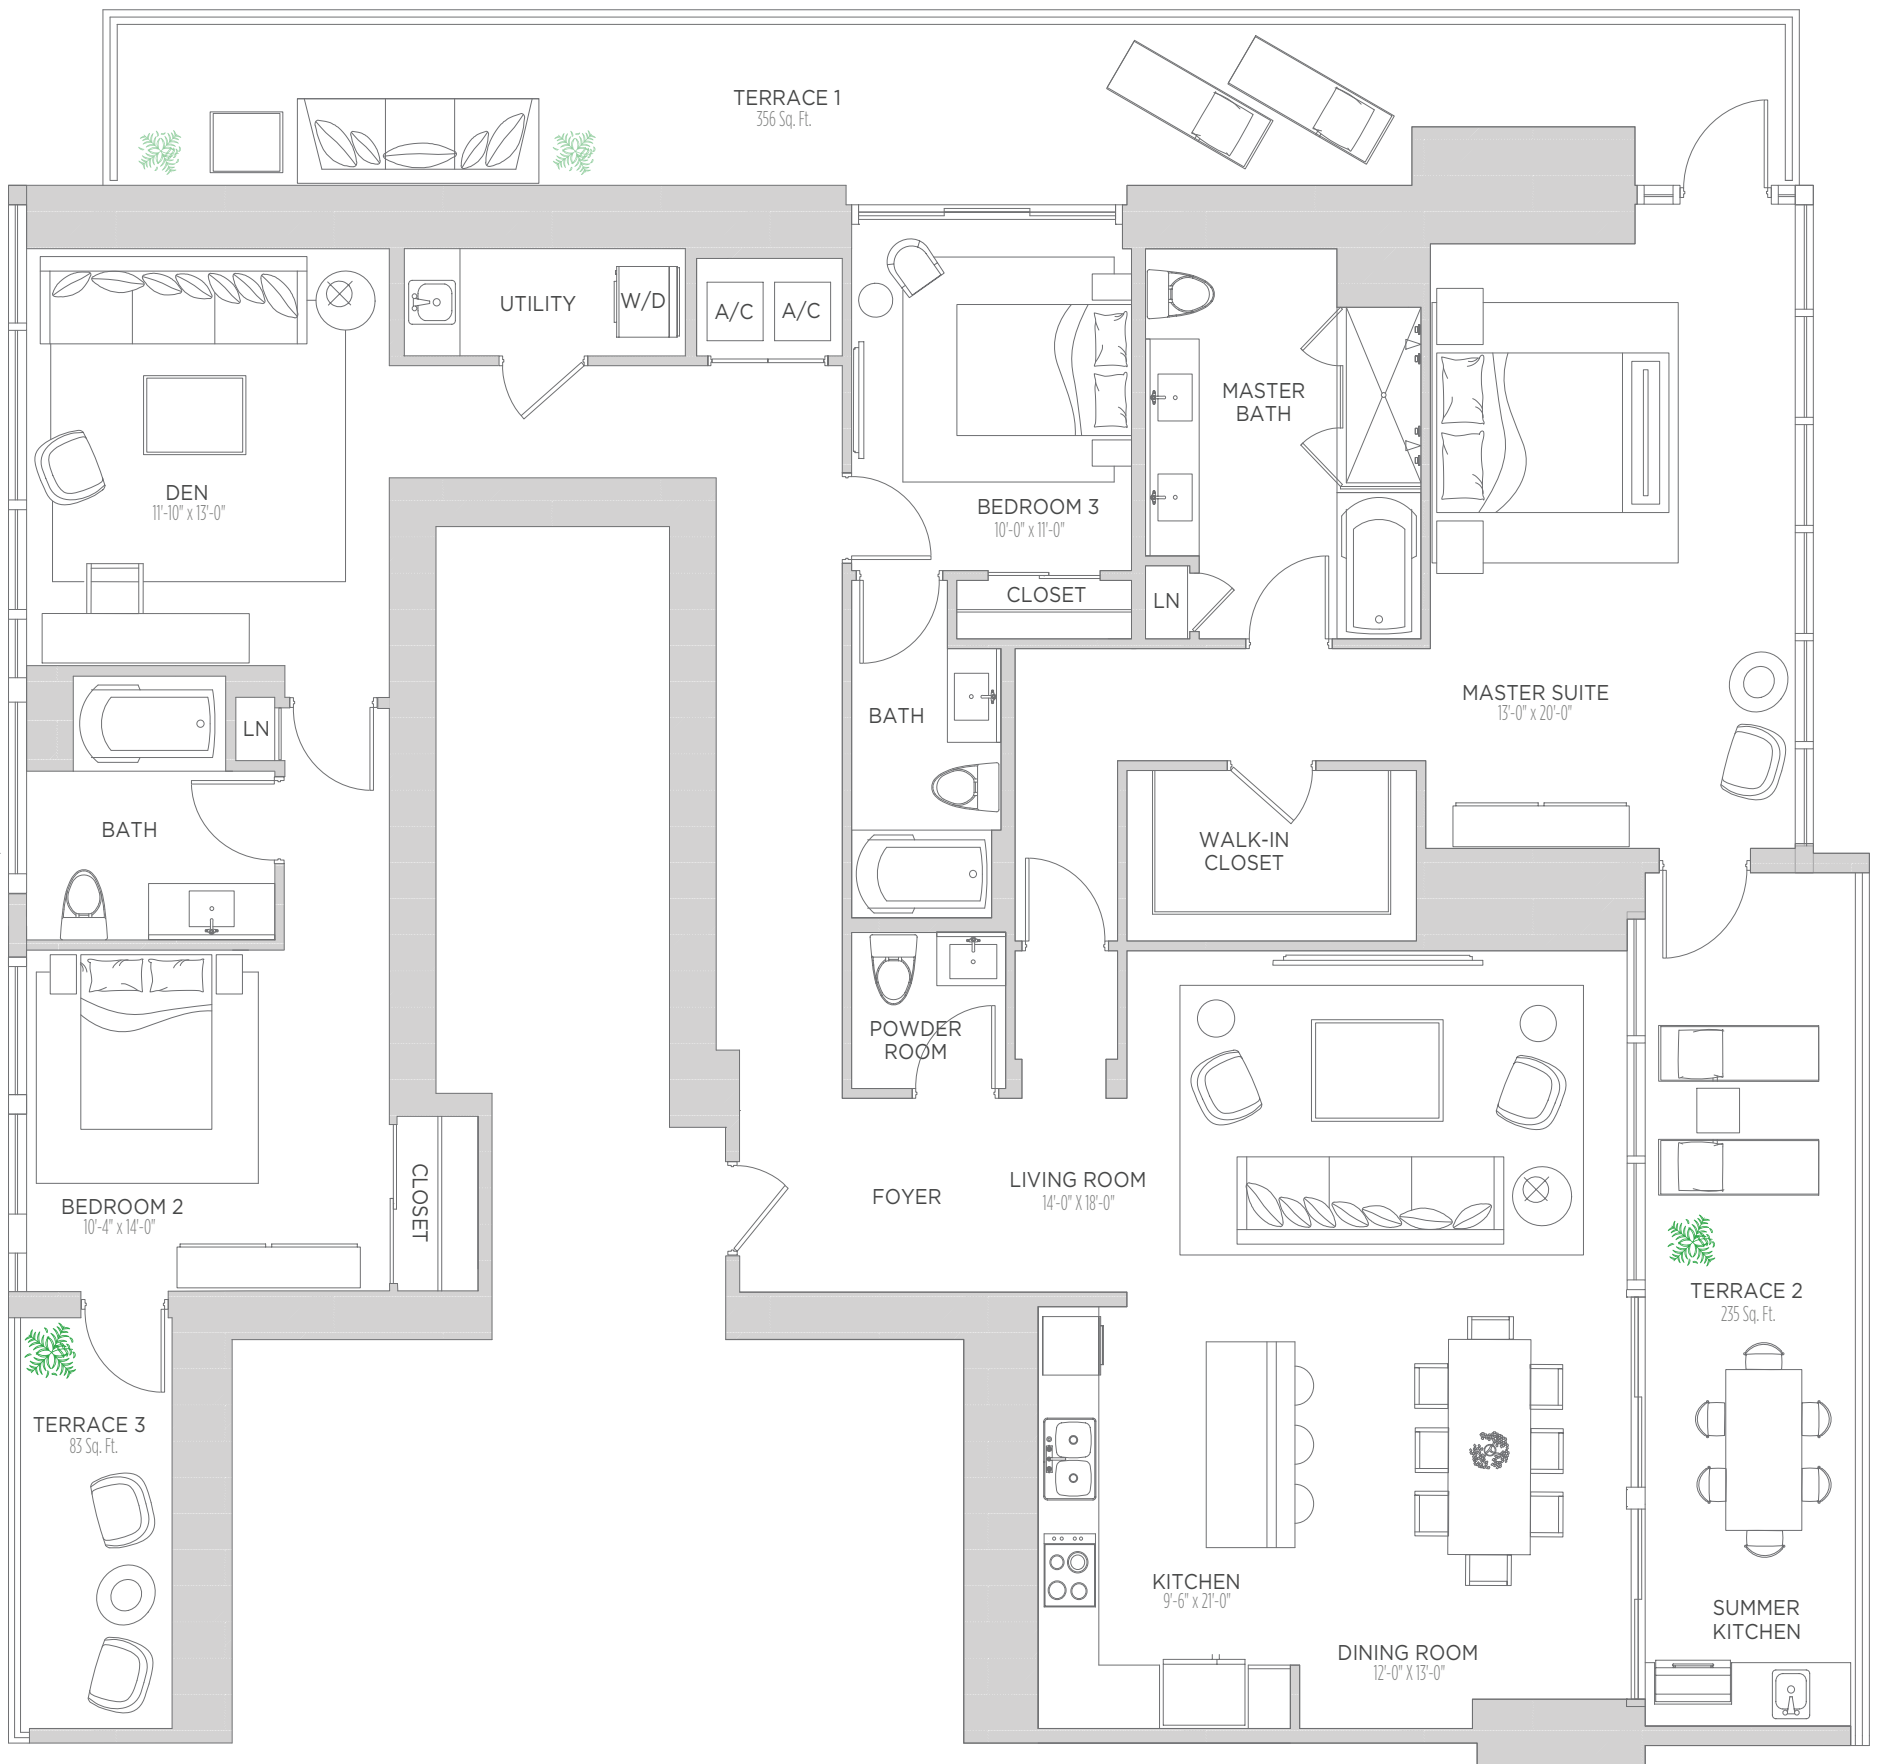 TERRACE 1
356 Sq. Ft.
UTILITY
W/D
A/C
A/C
MASTER
BATH
DEN
11'-10" x 13'-0"
BEDROOM 3
10'-0" x 11'-0"
CLOSET
LN
MASTER SUITE
13'-0" x 20'-0"
LN
BATH
BATH
WALK-IN
CLOSET
POWDER
ROOM
BEDROOM 2
10'-4" x 14'-0"
CLOSET
FOYER
LIVING ROOM
14'-0" X 18'-0"
TERRACE 2
235 Sq. Ft.
TERRACE 3
83 Sq. Ft.
KITCHEN
9'-6" x 21'-0"
SUMMER
KITCHEN
DINING ROOM
12'-0" X 13'-0"